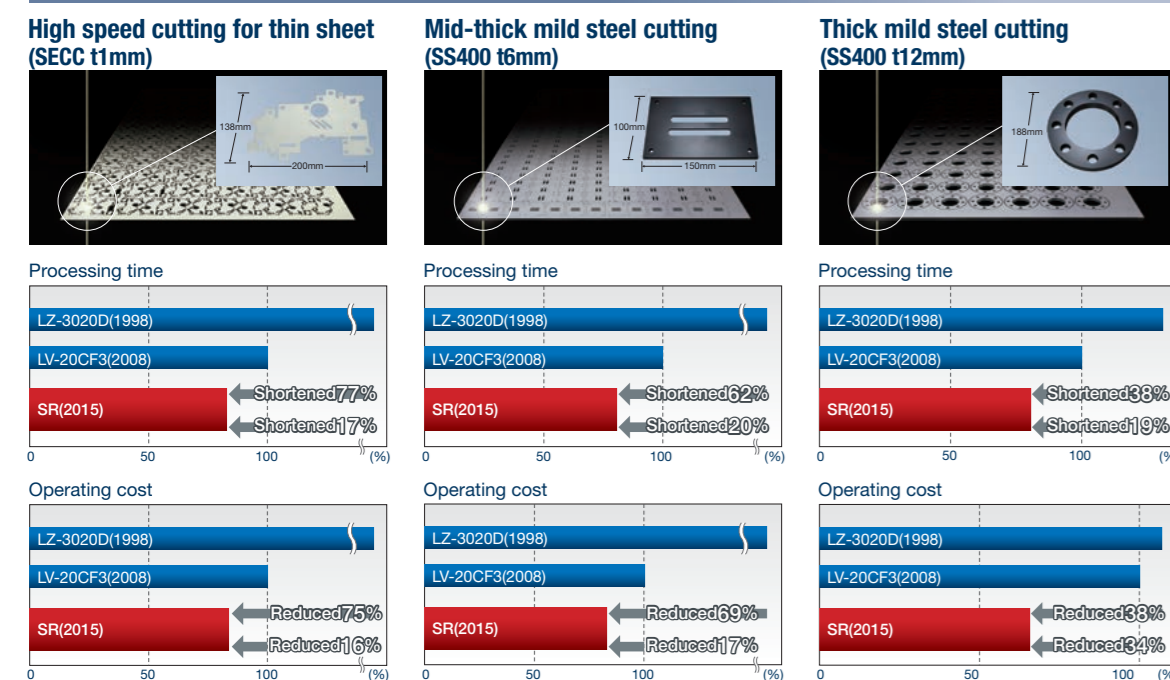 High speed cutting for thin sheet
(SECC t1mm)
138mm
200mm
Processing time
LZ-3020D(1998)
LV-20CF3(2008)
SR(2015)
Shortened77%
Shortened17%
0 50 100 (%)
Operating cost
LZ-3020D(1998)
LV-20CF3(2008)
SR(2015)
Reduced75%
Reduced16%
0 50 100 (%)
Mid-thick mild steel cutting
(SS400 t6mm)
100mm
150mm
Processing time
LZ-3020D(1998)
LV-20CF3(2008)
SR(2015)
Shortened62%
Shortened20%
0 50 100 (%)
Operating cost
LZ-3020D(1998)
LV-20CF3(2008)
SR(2015)
Reduced69%
Reduced17%
0 50 100 (%)
Thick mild steel cutting
(SS400 t12mm)
188mm
Processing time
LZ-3020D(1998)
LV-20CF3(2008)
SR(2015)
Shortened38%
Shortened19%
0 50 100 (%
Operating cost
LZ-3020D(1998)
LV-20CF3(2008)
SR(2015)
Reduced38%
Reduced34%
0 50 100 (%